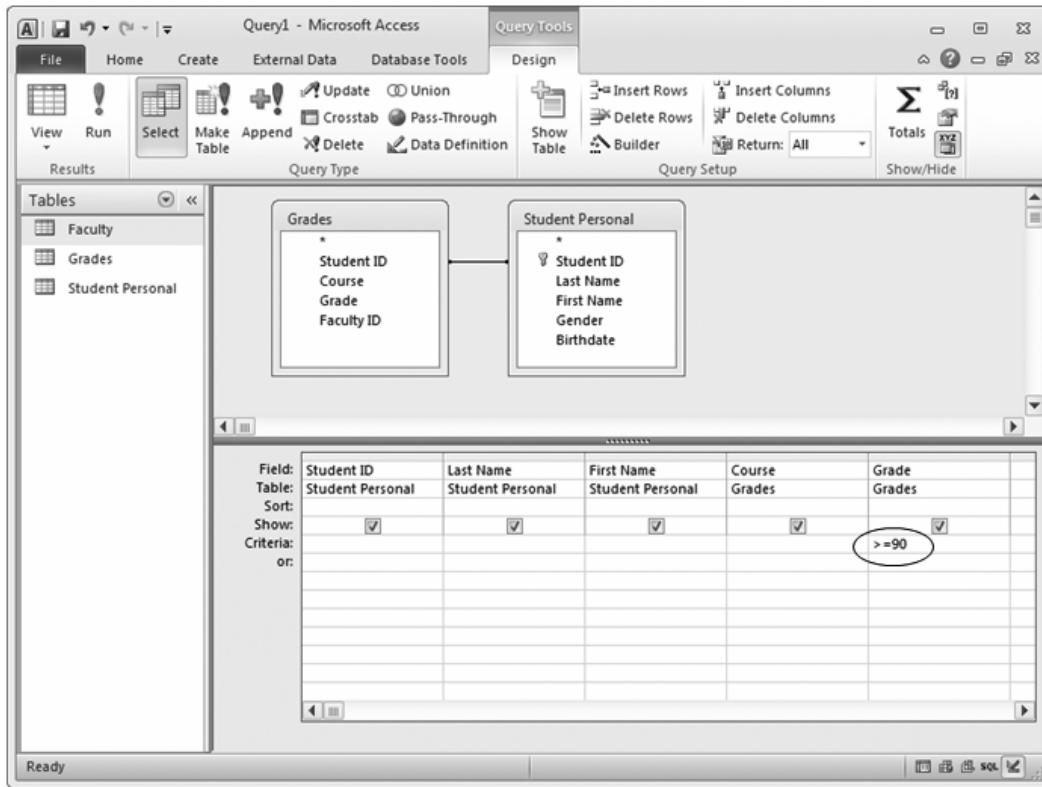 A
Query1 - Microsoft Access
Query Tools
File Home Create External Data Database Tools Design
View
Run
Select
Make Table
Append
Update
Union
Crosstab
Pass-Through
Delete
Data Definition
Show Table
Insert Rows
Delete Rows
Builder
Insert Columns
Delete Columns
Return: All
Σ
Totals
[?]
XYZ
Results Query Type Query Setup Show/Hide
Tables «
Faculty
Grades
Student Personal
Grades
*
Student ID
Course
Grade
Faculty ID
Student Personal
*
Student ID
Last Name
First Name
Gender
Birthdate
Field: Student ID Last Name First Name Course Grade
Table: Student Personal Student Personal Student Personal Grades Grades
Sort:
Show:
Criteria: >=90
or:
Ready SQL